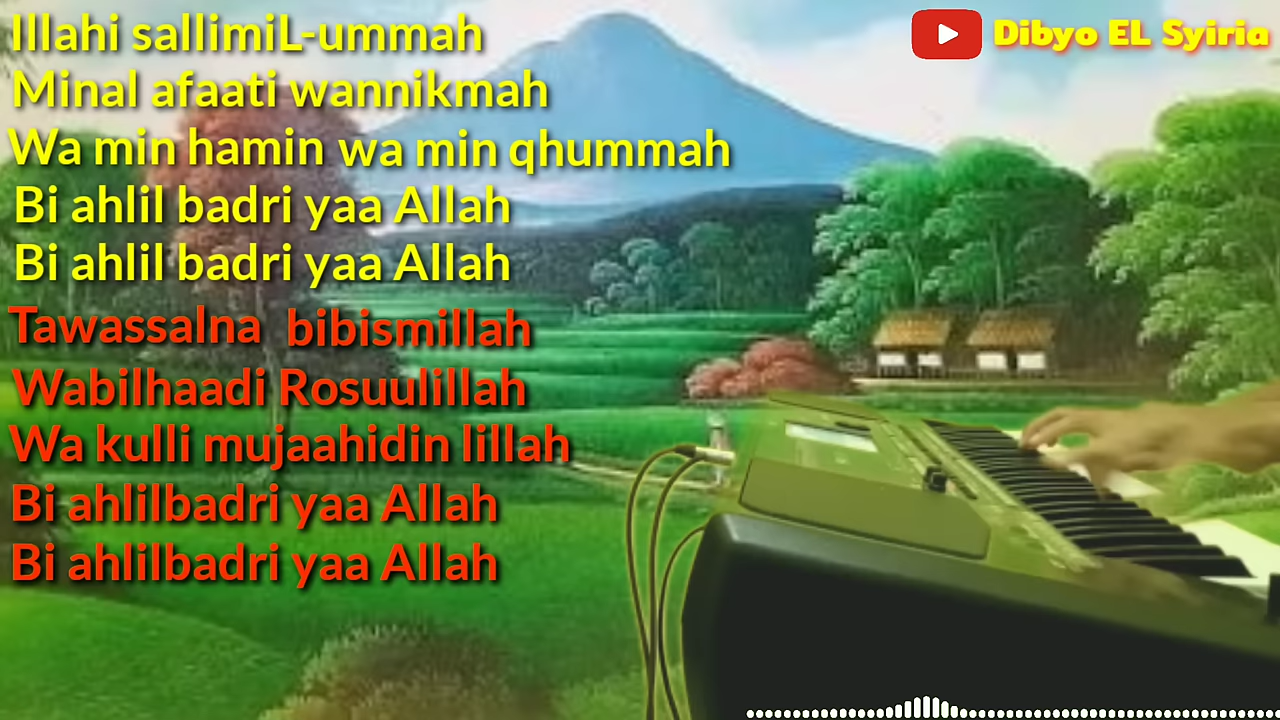 Illahi sallimiL-ummah
Minal afaati wannikmah
Wa min hamin wa min qhummah
Bi ahlil badri yaa Allah
Bi ahlil badri yaa Allah
Tawassalna bibismillah
Wabilhaadi Rosuulillah
Wa kulli mujaahidin lillah
Bi ahlilbadri yaa Allah
Bi ahlilbadri yaa Allah
Dibyo EL Syiria